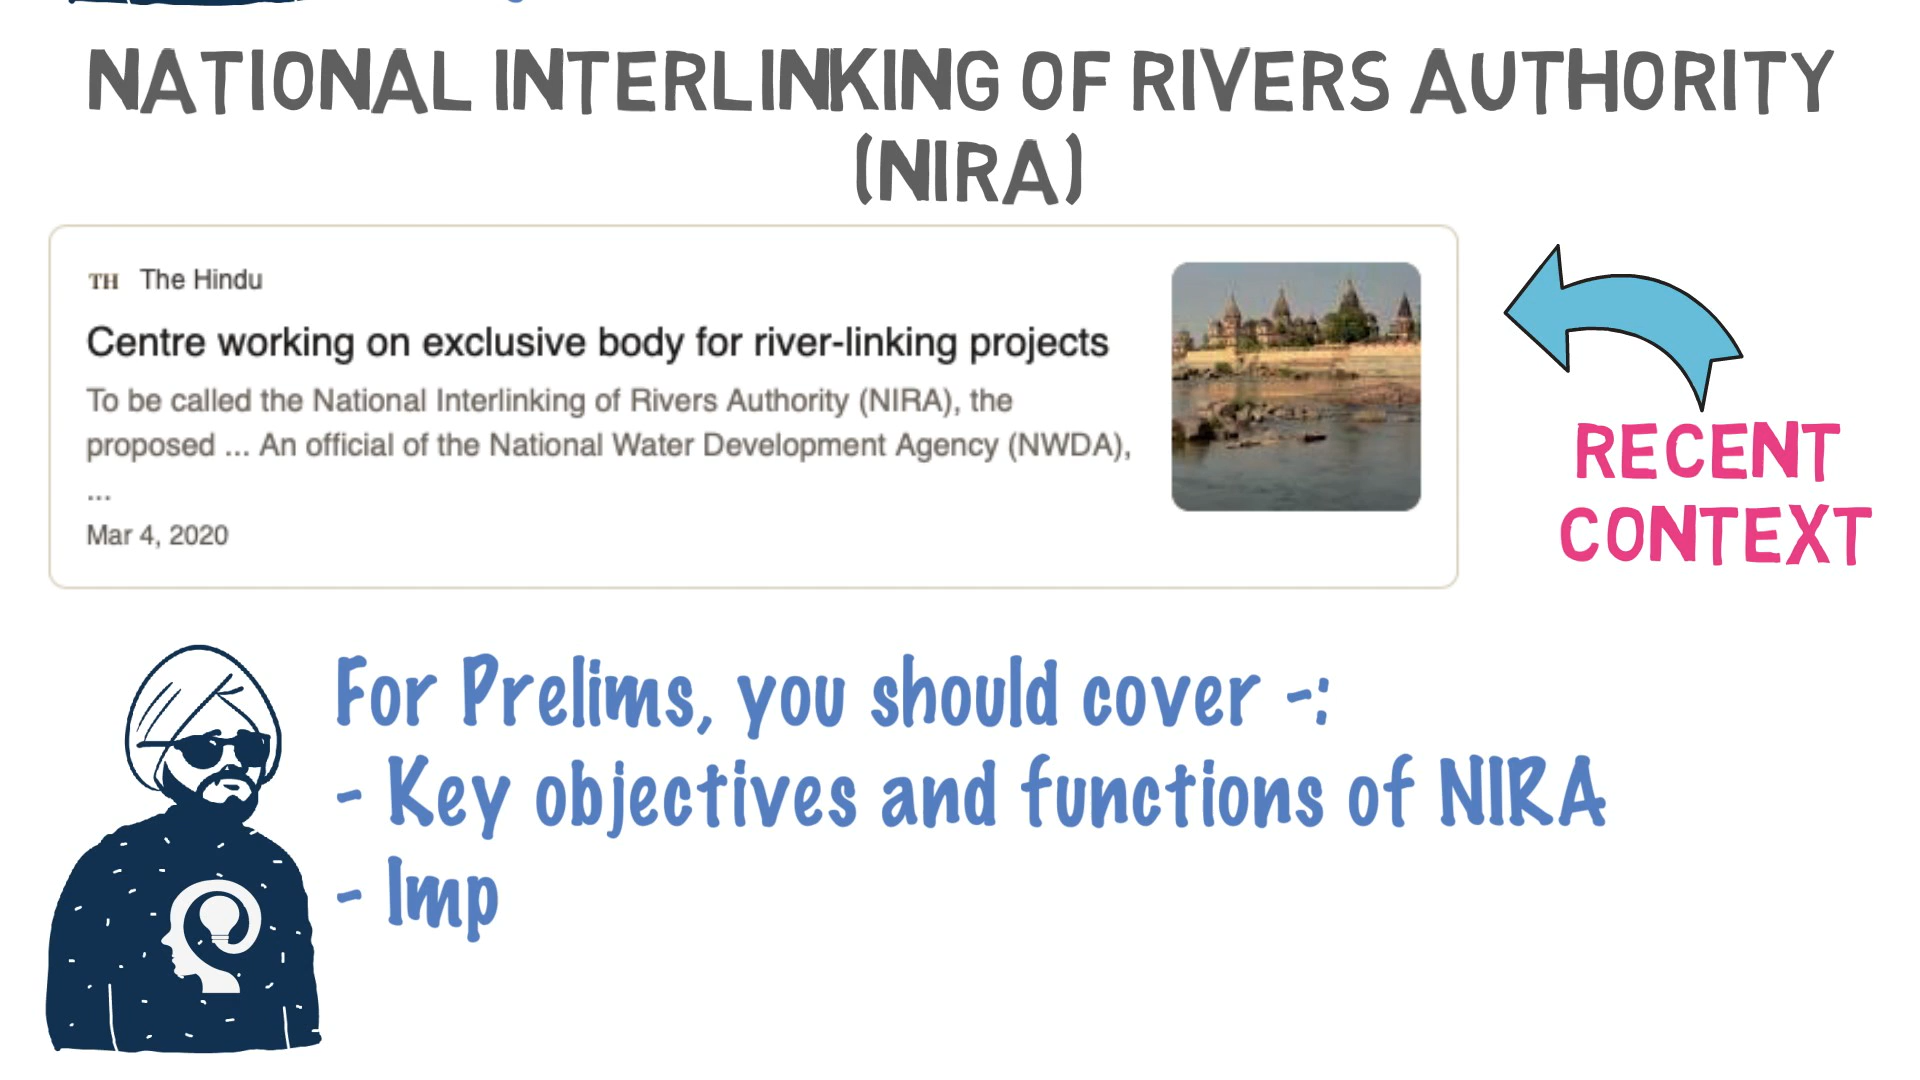 NATIONAL INTERLINKING OF RIVERS AUTHORITY
(NIRA)
TH The Hindu
Centre working on exclusive body for river-linking projects
To be called the National Interlinking of Rivers Authority (NIRA), the
proposed ... An official of the National Water Development Agency (NWDA),
...
Mar 4, 2020
RECENT
CONTEXT
For Prelims, you should cover -:
- Key objectives and functions of NIRA
- Imp